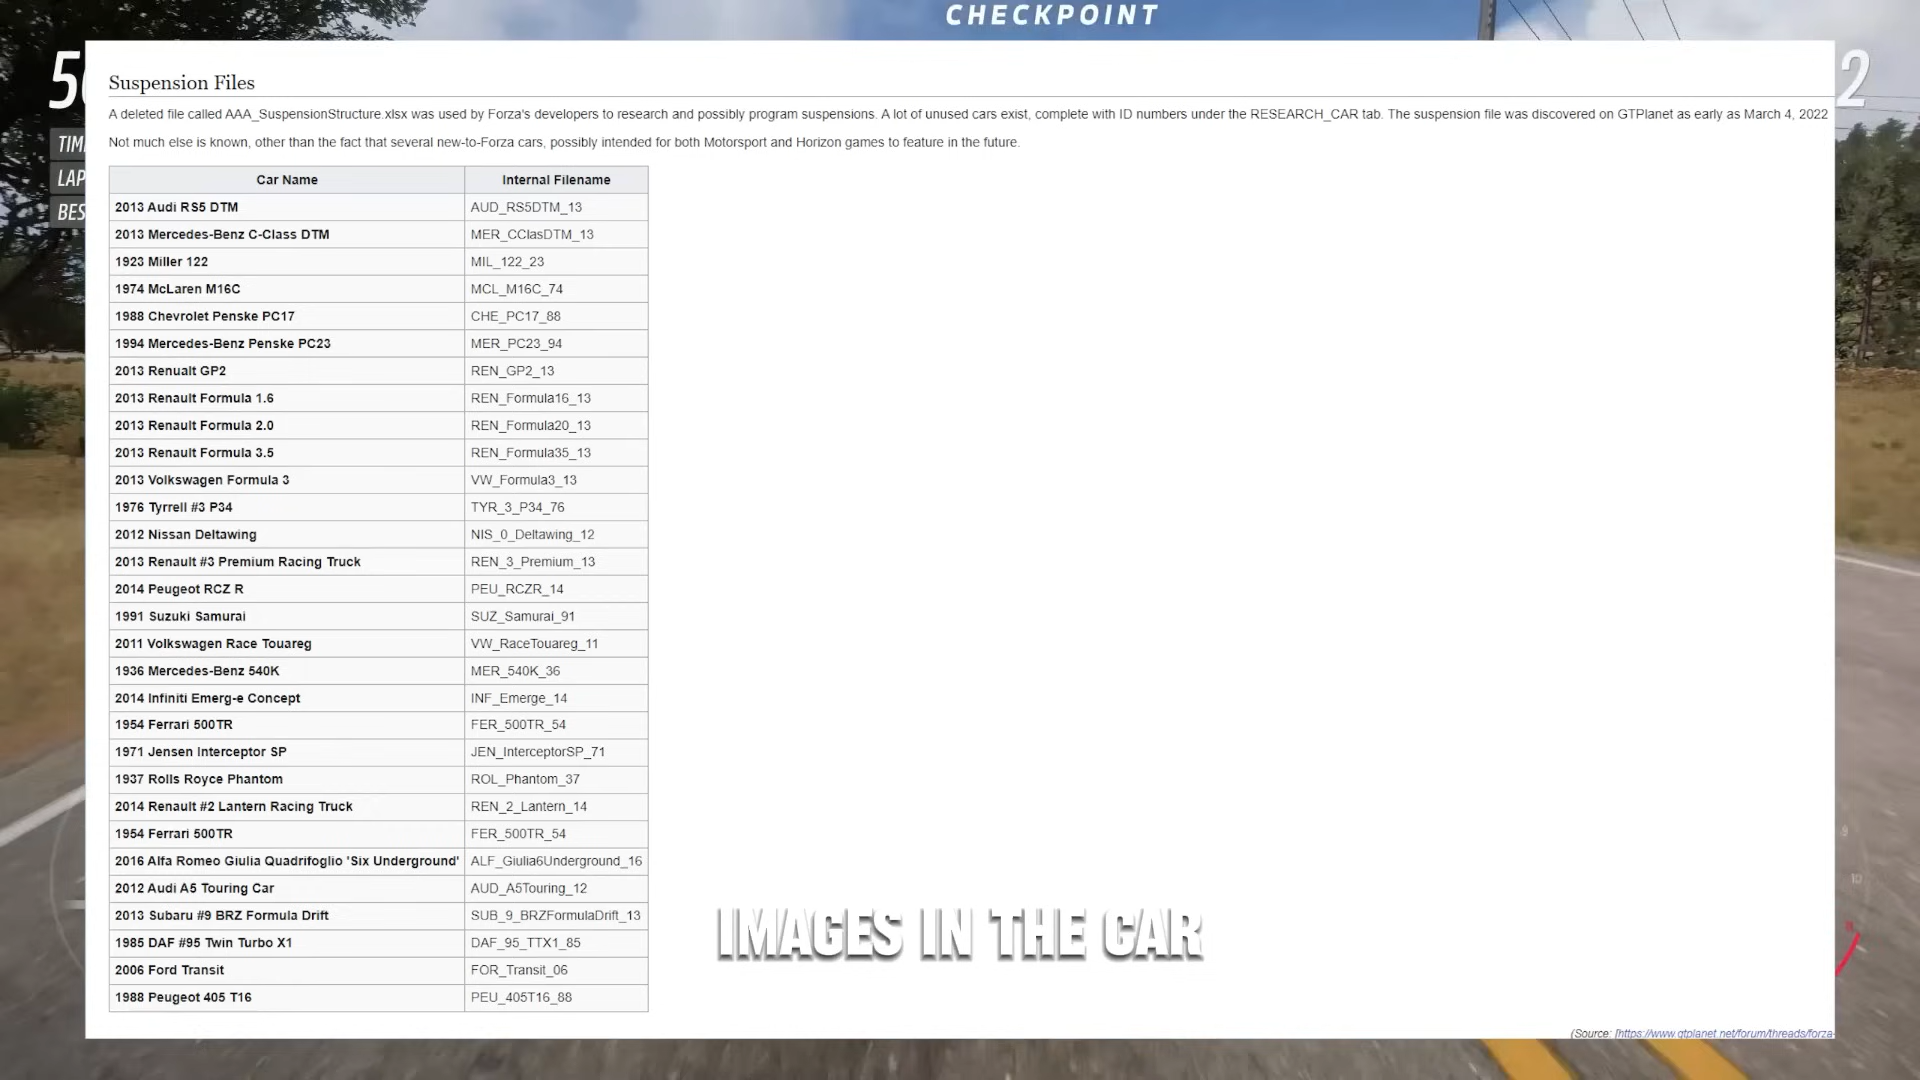 CHECKPOINT
2
TIM
LAP
BES
Suspension Files
A deleted file called AAA_SuspensionStructure.xlsx was used by Forza's developers to research and possibly program suspensions. A lot of unused cars exist, complete with ID numbers under the RESEARCH_CAR tab. The suspension file was discovered on GTPlanet as early as March 4, 2022
Not much else is known, other than the fact that several new-to-Forza cars, possibly intended for both Motorsport and Horizon games to feature in the future.
Car Name Internal Filename
2013 Audi RS5 DTM AUD_RS5DTM_13
2013 Mercedes-Benz C-Class DTM MER_CClasDTM_13
1923 Miller 122 MIL_122_23
1974 McLaren M16C MCL_M16C_74
1988 Chevrolet Penske PC17 CHE_PC17_88
1994 Mercedes-Benz Penske PC23 MER_PC23_94
2013 Renualt GP2 REN_GP2_13
2013 Renault Formula 1.6 REN_Formula16_13
2013 Renault Formula 2.0 REN_Formula20_13
2013 Renault Formula 3.5 REN_Formula35_13
2013 Volkswagen Formula 3 VW_Formula3_13
1976 Tyrrell #3 P34 TYR_3_P34_76
2012 Nissan Deltawing NIS_0_Deltawing_12
2013 Renault #3 Premium Racing Truck REN_3_Premium_13
2014 Peugeot RCZ R PEU_RCZR_14
1991 Suzuki Samurai SUZ_Samurai_91
2011 Volkswagen Race Touareg VW_RaceTouareg_11
1936 Mercedes-Benz 540K MER_540K_36
2014 Infiniti Emerg-e Concept INF_Emerge_14
1954 Ferrari 500TR FER_500TR_54
1971 Jensen Interceptor SP JEN_InterceptorSP_71
1937 Rolls Royce Phantom ROL_Phantom_37
2014 Renault #2 Lantern Racing Truck REN_2_Lantern_14
1954 Ferrari 500TR FER_500TR_54
2016 Alfa Romeo Giulia Quadrifoglio 'Six Underground' ALF_Giulia6Underground_16
2012 Audi A5 Touring Car AUD_A5Touring_12
2013 Subaru #9 BRZ Formula Drift SUB_9_BRZFormulaDrift_13
1985 DAF #95 Twin Turbo X1 DAF_95_TTX1_85
2006 Ford Transit FOR_Transit_06
1988 Peugeot 405 T16 PEU_405T16_88
IMAGES IN THE CAR
(Source: [https://www.gtplanet.net/forum/threads/forza-